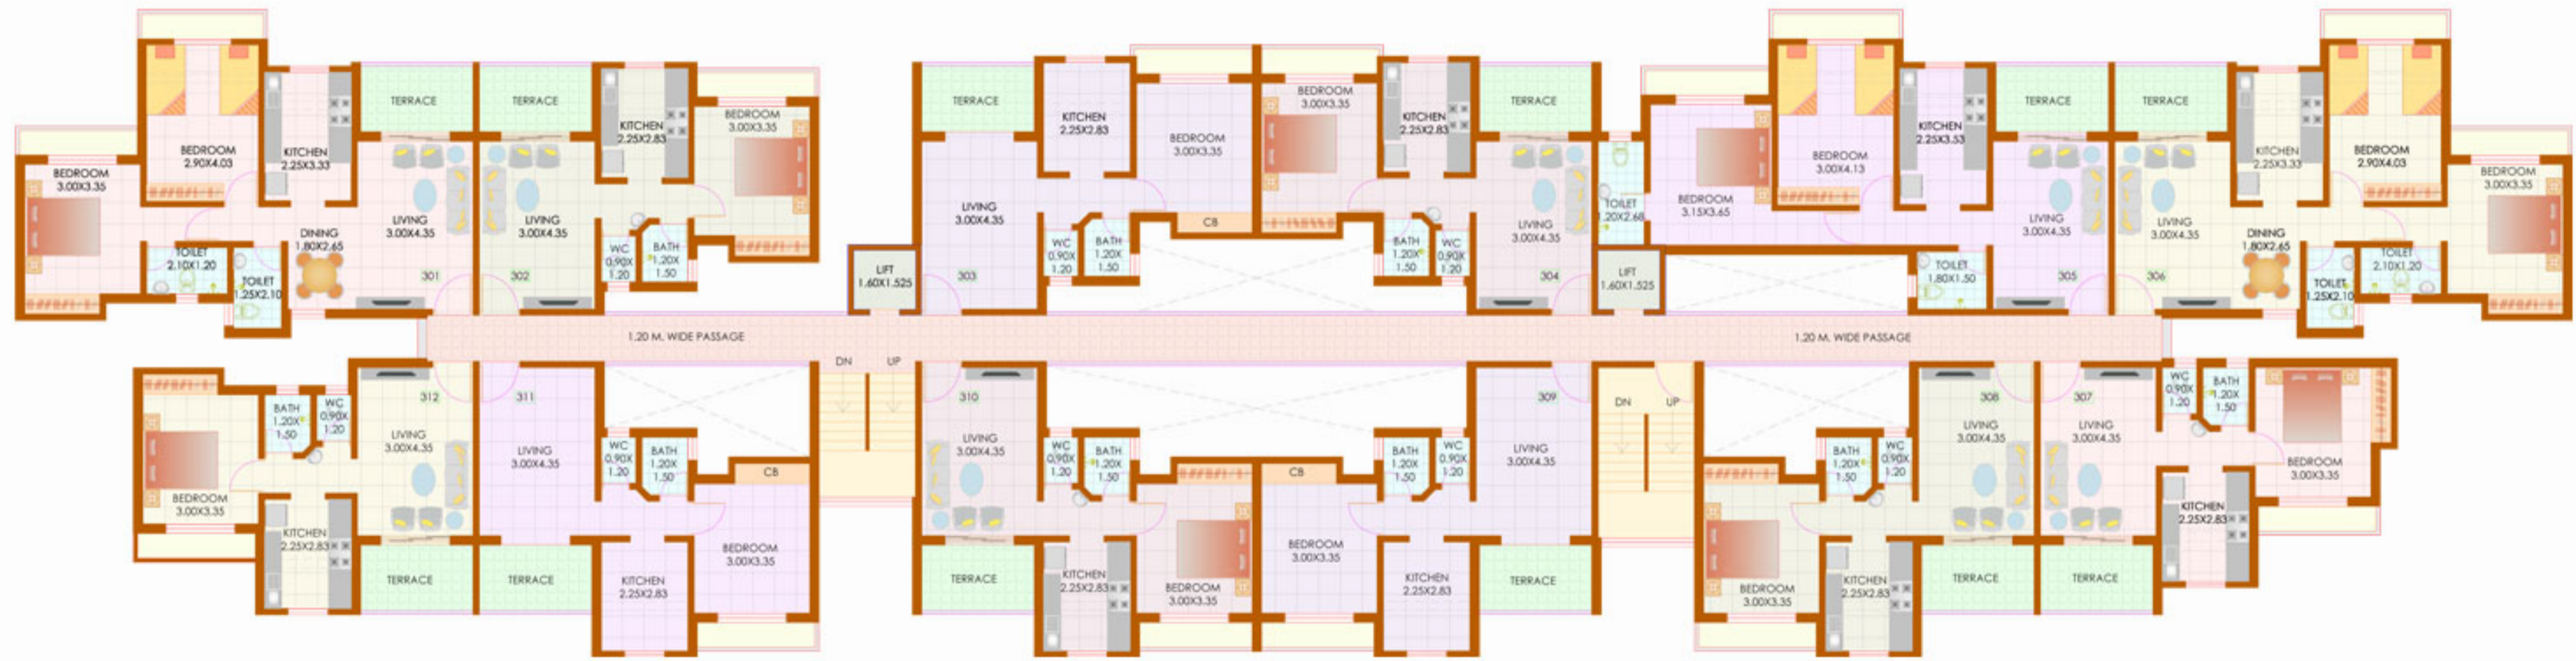 BEDROOM
3.00X3.35
BEDROOM
2.90X4.03
KITCHEN
2.25X3.33
TERRACE
DINING
1.80X2.65
LIVING
3.00X4.35
301
TOILET
2.10X1.20
TOILET
1.25X2.10
TERRACE
KITCHEN
2.25X2.83
BEDROOM
3.00X3.35
LIVING
3.00X4.35
302
WC
0.90X
1.20
BATH
1.20X
1.50
LIFT
1.60X1.525
TERRACE
KITCHEN
2.25X2.83
BEDROOM
3.00X3.35
LIVING
3.00X4.35
303
CB
WC
0.90X
1.20
BATH
1.20X
1.50
BEDROOM
3.00X3.35
KITCHEN
2.25X2.83
TERRACE
LIVING
3.00X4.35
304
BATH
1.20X
1.50
WC
0.90X
1.20
LIFT
1.60X1.525
TOILET
1.20X2.68
BEDROOM
3.15X3.65
BEDROOM
3.00X4.13
KITCHEN
2.25X3.53
TERRACE
LIVING
3.00X4.35
305
TOILET
1.80X1.50
TERRACE
KITCHEN
2.25X3.33
BEDROOM
2.90X4.03
BEDROOM
3.00X3.35
LIVING
3.00X4.35
306
DINING
1.80X2.65
TOILET
1.25X2.10
TOILET
2.10X1.20
1.20 M. WIDE PASSAGE
1.20 M. WIDE PASSAGE
312
LIVING
3.00X4.35
BATH
1.20X
1.50
WC
0.90X
1.20
BEDROOM
3.00X3.35
KITCHEN
2.25X2.83
TERRACE
311
LIVING
3.00X4.35
WC
0.90X
1.20
BATH
1.20X
1.50
CB
BEDROOM
3.00X3.35
KITCHEN
2.25X2.83
TERRACE
DN
UP
310
LIVING
3.00X4.35
WC
0.90X
1.20
BATH
1.20X
1.50
TERRACE
KITCHEN
2.25X2.83
BEDROOM
3.00X3.35
309
LIVING
3.00X4.35
CB
BATH
1.20X
1.50
WC
0.90X
1.20
BEDROOM
3.00X3.35
KITCHEN
2.25X2.83
TERRACE
DN
UP
308
LIVING
3.00X4.35
BATH
1.20X
1.50
WC
0.90X
1.20
BEDROOM
3.00X3.35
KITCHEN
2.25X2.83
TERRACE
307
LIVING
3.00X4.35
WC
0.90X
1.20
BATH
1.20X
1.50
BEDROOM
3.00X3.35
KITCHEN
2.25X2.83
TERRACE